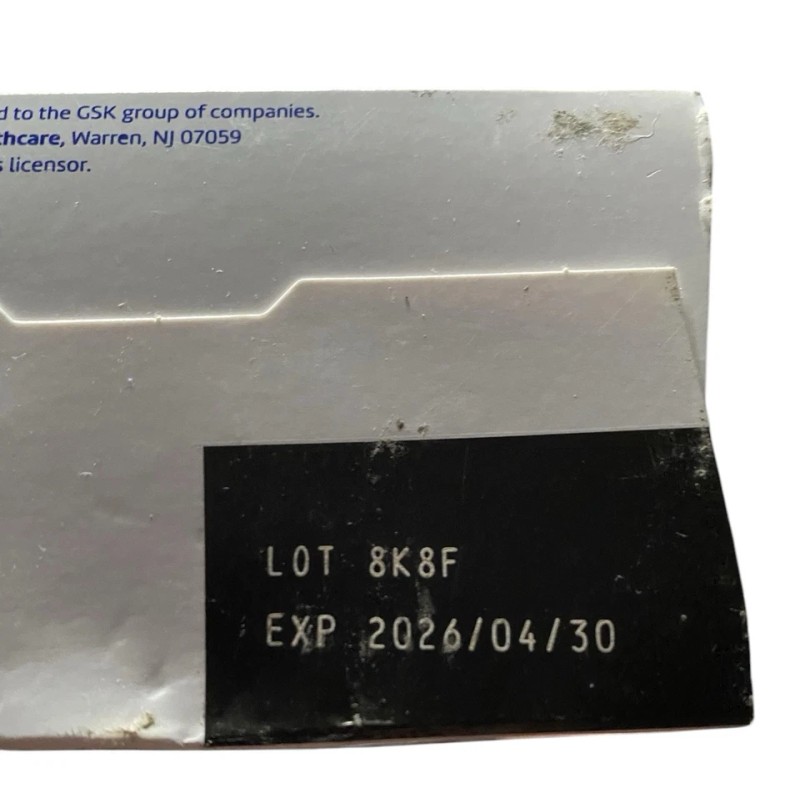 d to the GSK group of companies.
thcare, Warren, NJ 07059
s licensor.
LOT 8K8F
EXP 2026/04/30